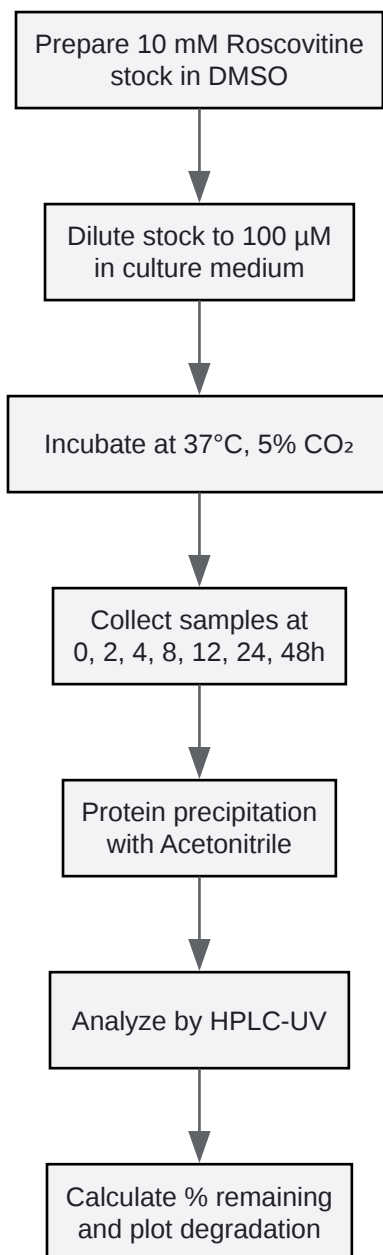 Prepare 10 mM Roscovitine
stock in DMSO
Dilute stock to 100 µM
in culture medium
Incubate at 37°C, 5% CO₂
Collect samples at
0, 2, 4, 8, 12, 24, 48h
Protein precipitation
with Acetonitrile
Analyze by HPLC-UV
Calculate % remaining
and plot degradation